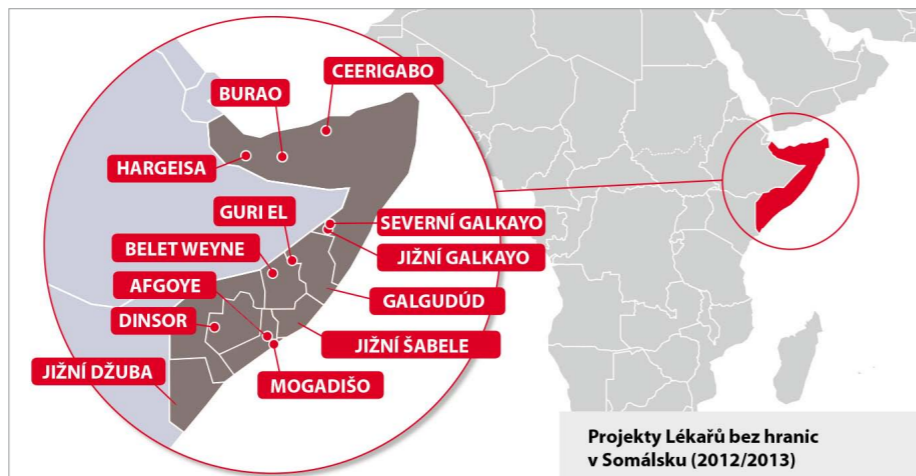 CEERIGABO
BURAO
HARGEISA
GURI EL
SEVERNÍ GALKAYO
BELET WEYNE
JIŽNÍ GALKAYO
AFGOYE
GALGUDÚD
DINSOR
JIŽNÍ ŠABELE
JIŽNÍ DŽUBA
MOGADIŠO
Projekty Lékařů bez hranic
v Somálsku (2012/2013)